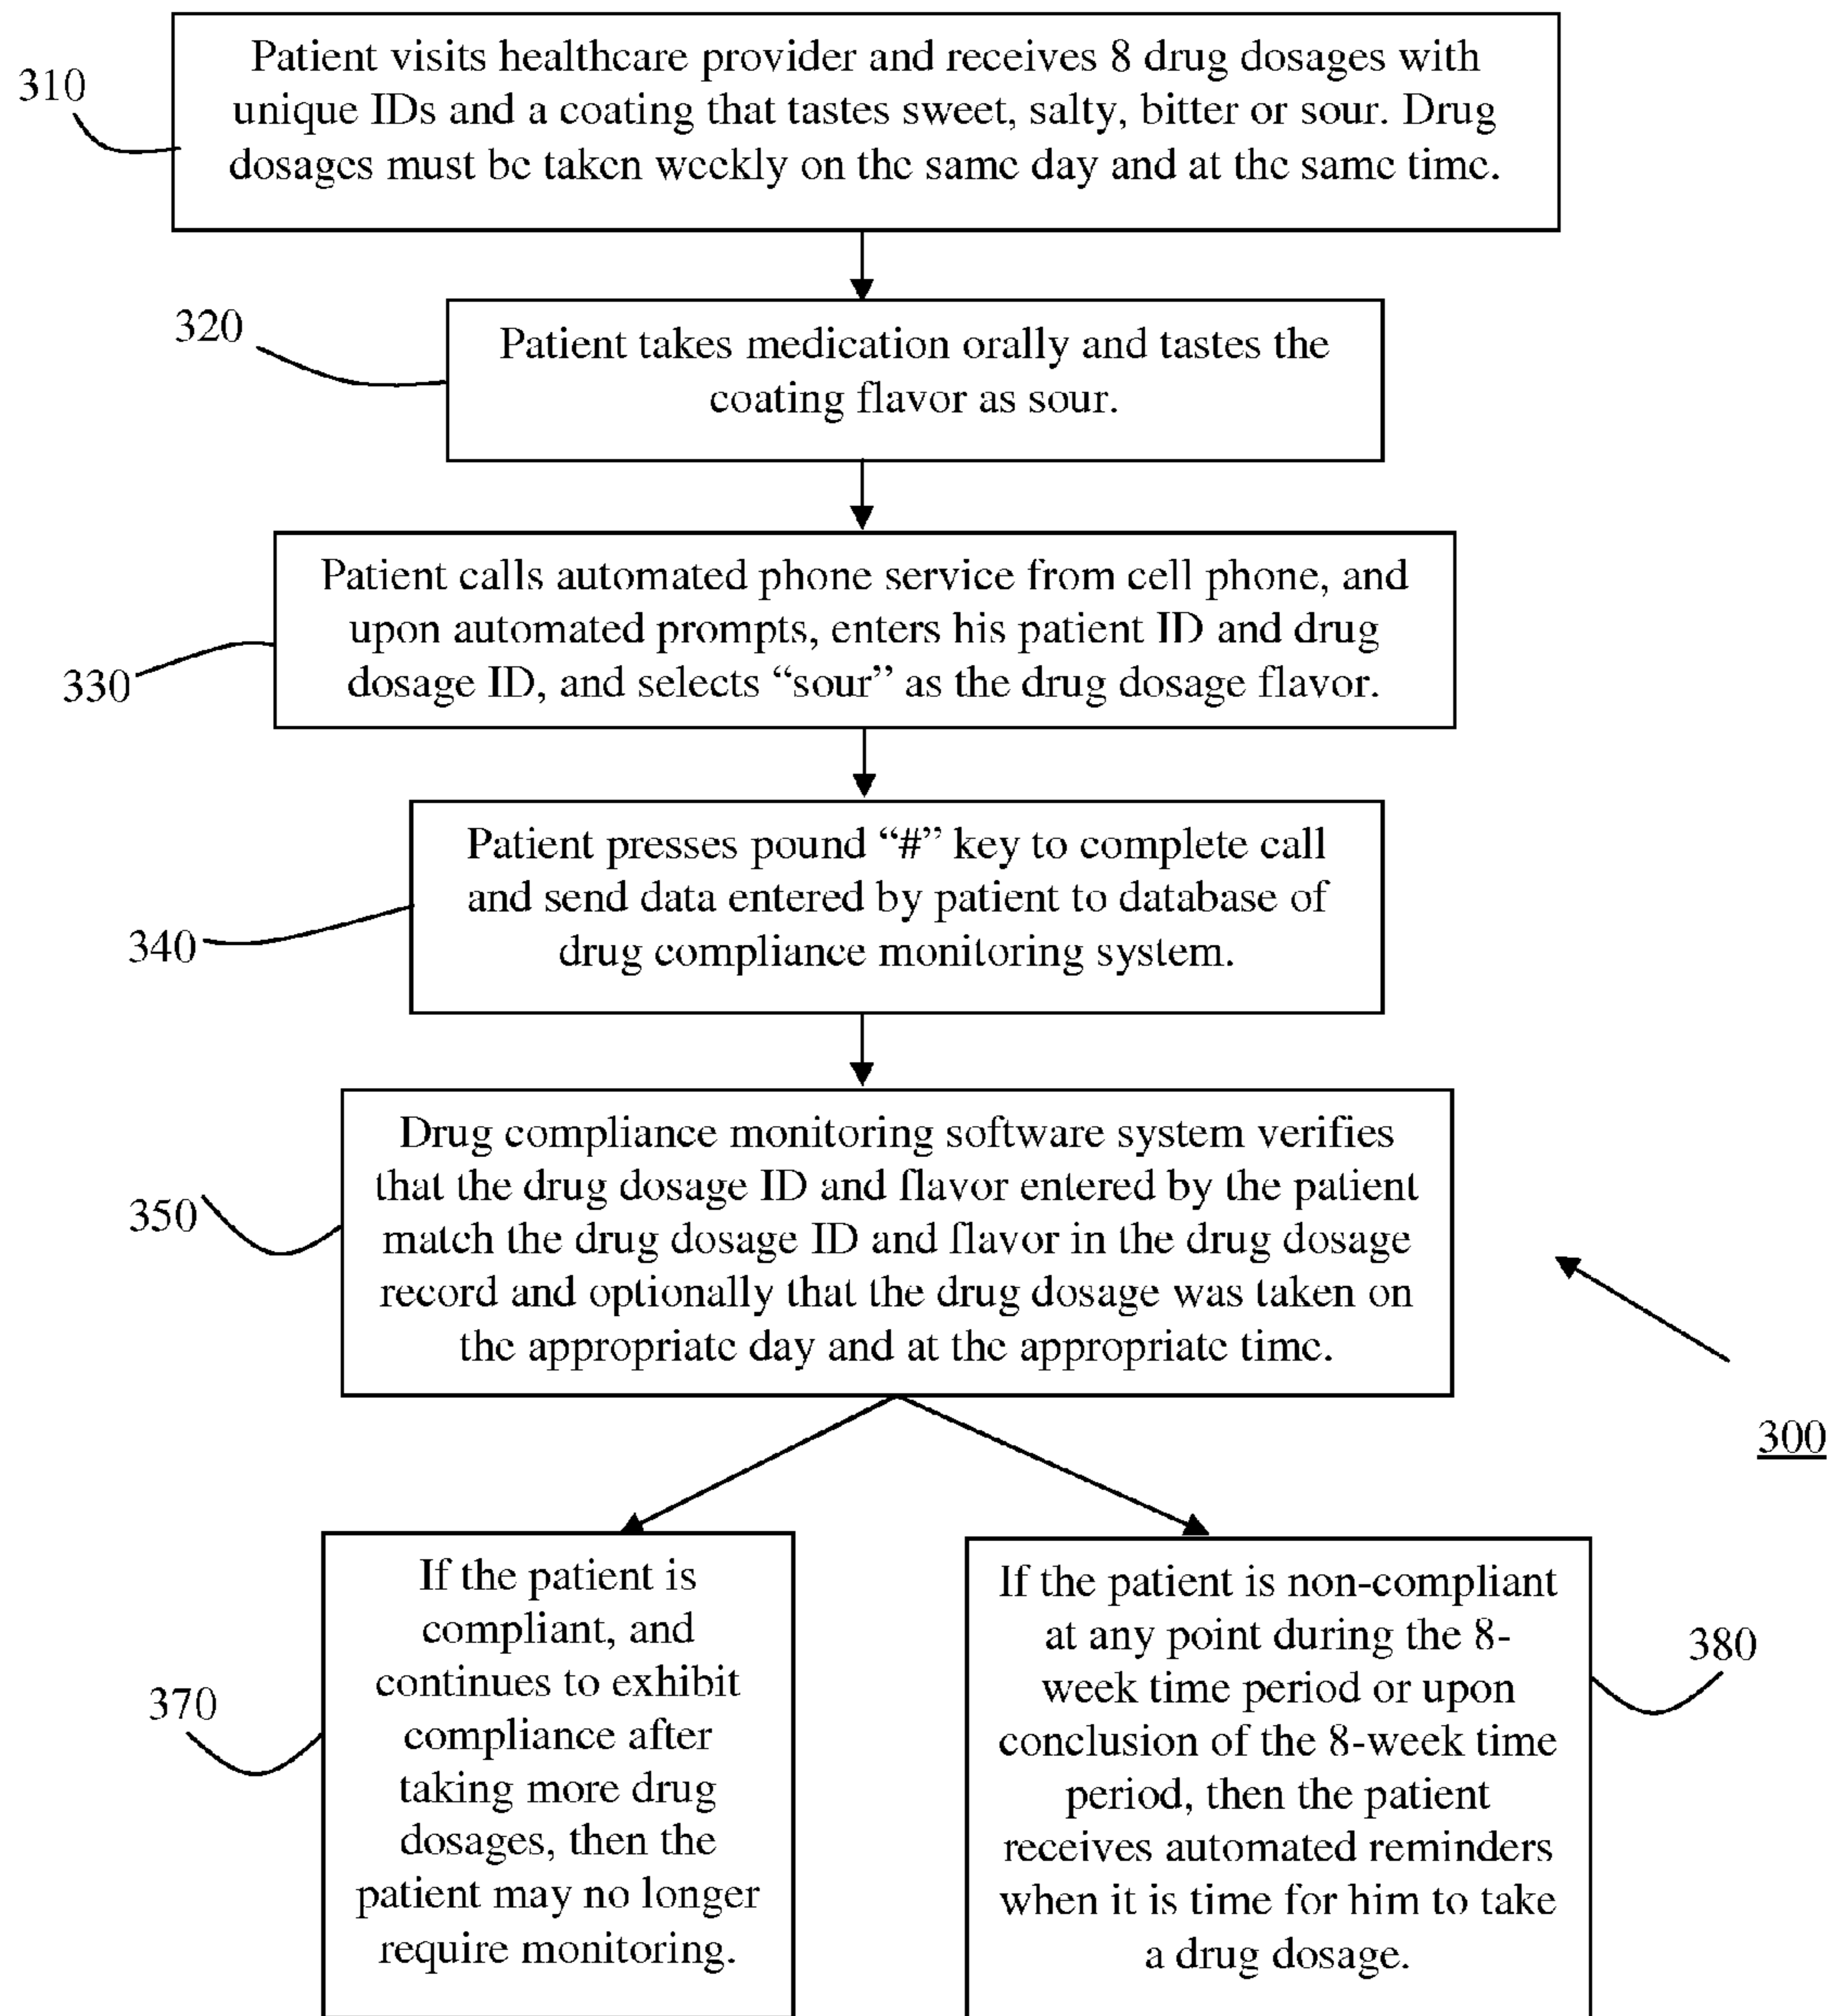 310
Patient visits healthcare provider and receives 8 drug dosages with
unique IDs and a coating that tastes sweet, salty, bitter or sour. Drug
dosages must be taken weekly on the same day and at the same time.
320
Patient takes medication orally and tastes the
coating flavor as sour.
330
Patient calls automated phone service from cell phone, and
upon automated prompts, enters his patient ID and drug
dosage ID, and selects “sour” as the drug dosage flavor.
340
Patient presses pound “#” key to complete call
and send data entered by patient to database of
drug compliance monitoring system.
350
Drug compliance monitoring software system verifies
that the drug dosage ID and flavor entered by the patient
match the drug dosage ID and flavor in the drug dosage
record and optionally that the drug dosage was taken on
the appropriate day and at the appropriate time.
300
370
If the patient is
compliant, and
continues to exhibit
compliance after
taking more drug
dosages, then the
patient may no longer
require monitoring.
380
If the patient is non-compliant
at any point during the 8-
week time period or upon
conclusion of the 8-week time
period, then the patient
receives automated reminders
when it is time for him to take
a drug dosage.